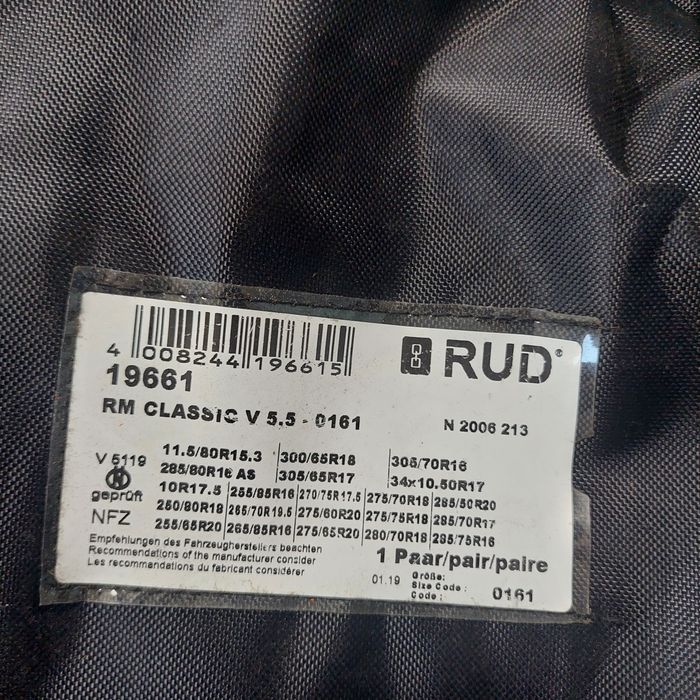 4 008244 196615
RUD®
19661
RM CLASSIC V 5,5 - 0161
N 2006 213
V 5119
geprüft
NFZ
11.5/80R15.3 300/65R18 305/70R16
285/80R16 AS 305/65R17 34x10.50R17
10R17.5 255/85R16 270/75R17.5 275/70R18 285/50R20
250/80R18 265/70R19.5 275/60R20 275/75R18 285/70R17
255/65R20 265/85R16 275/65R20 280/70R18 285/75R16
Empfehlungen des Fahrzeugherstellers beachten
Recommendations of the manufacturer consider
Les recommendations du fabricant considérer
1 Paar/pair/paire
01.19
Größe:
Size Code:
Code:
0161